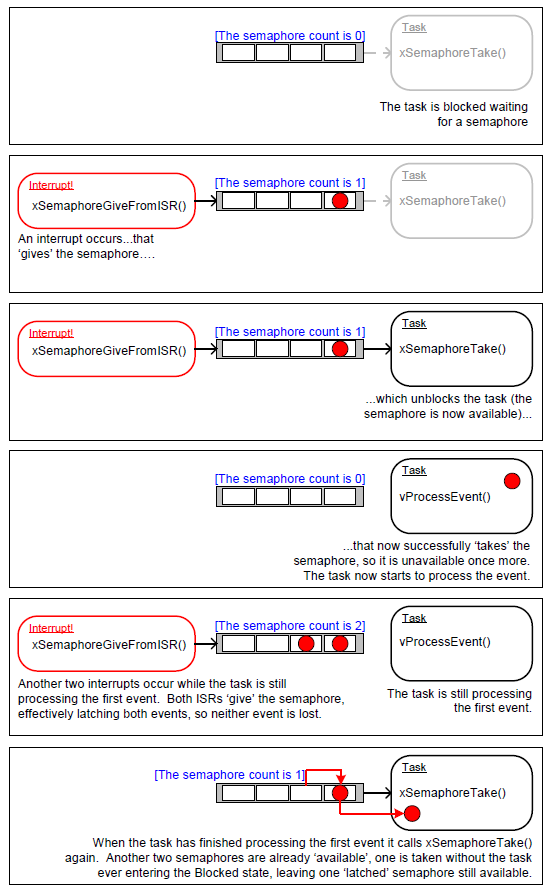 [The semaphore count is 0]
Task
xSemaphoreTake()
The task is blocked waiting
for a semaphore
[The semaphore count is 1]
Interrupt!
xSemaphoreGiveFromISR()
Task
xSemaphoreTake()
An interrupt occurs...that
‘gives’ the semaphore….
[The semaphore count is 1]
Interrupt!
xSemaphoreGiveFromISR()
Task
xSemaphoreTake()
...which unblocks the task (the
semaphore is now available)...
[The semaphore count is 0]
Task
vProcessEvent()
...that now successfully ‘takes’ the
semaphore, so it is unavailable once more.
The task now starts to process the event.
[The semaphore count is 2]
Interrupt!
xSemaphoreGiveFromISR()
Task
vProcessEvent()
Another two interrupts occur while the task is still
processing the first event.  Both ISRs ‘give’ the semaphore,
effectively latching both events, so neither event is lost.
The task is still processing
the first event.
[The semaphore count is 1]
Task
xSemaphoreTake()
When the task has finished processing the first event it calls xSemaphoreTake()
again.  Another two semaphores are already ‘available’, one is taken without the task
ever entering the Blocked state, leaving one ‘latched’ semaphore still available.